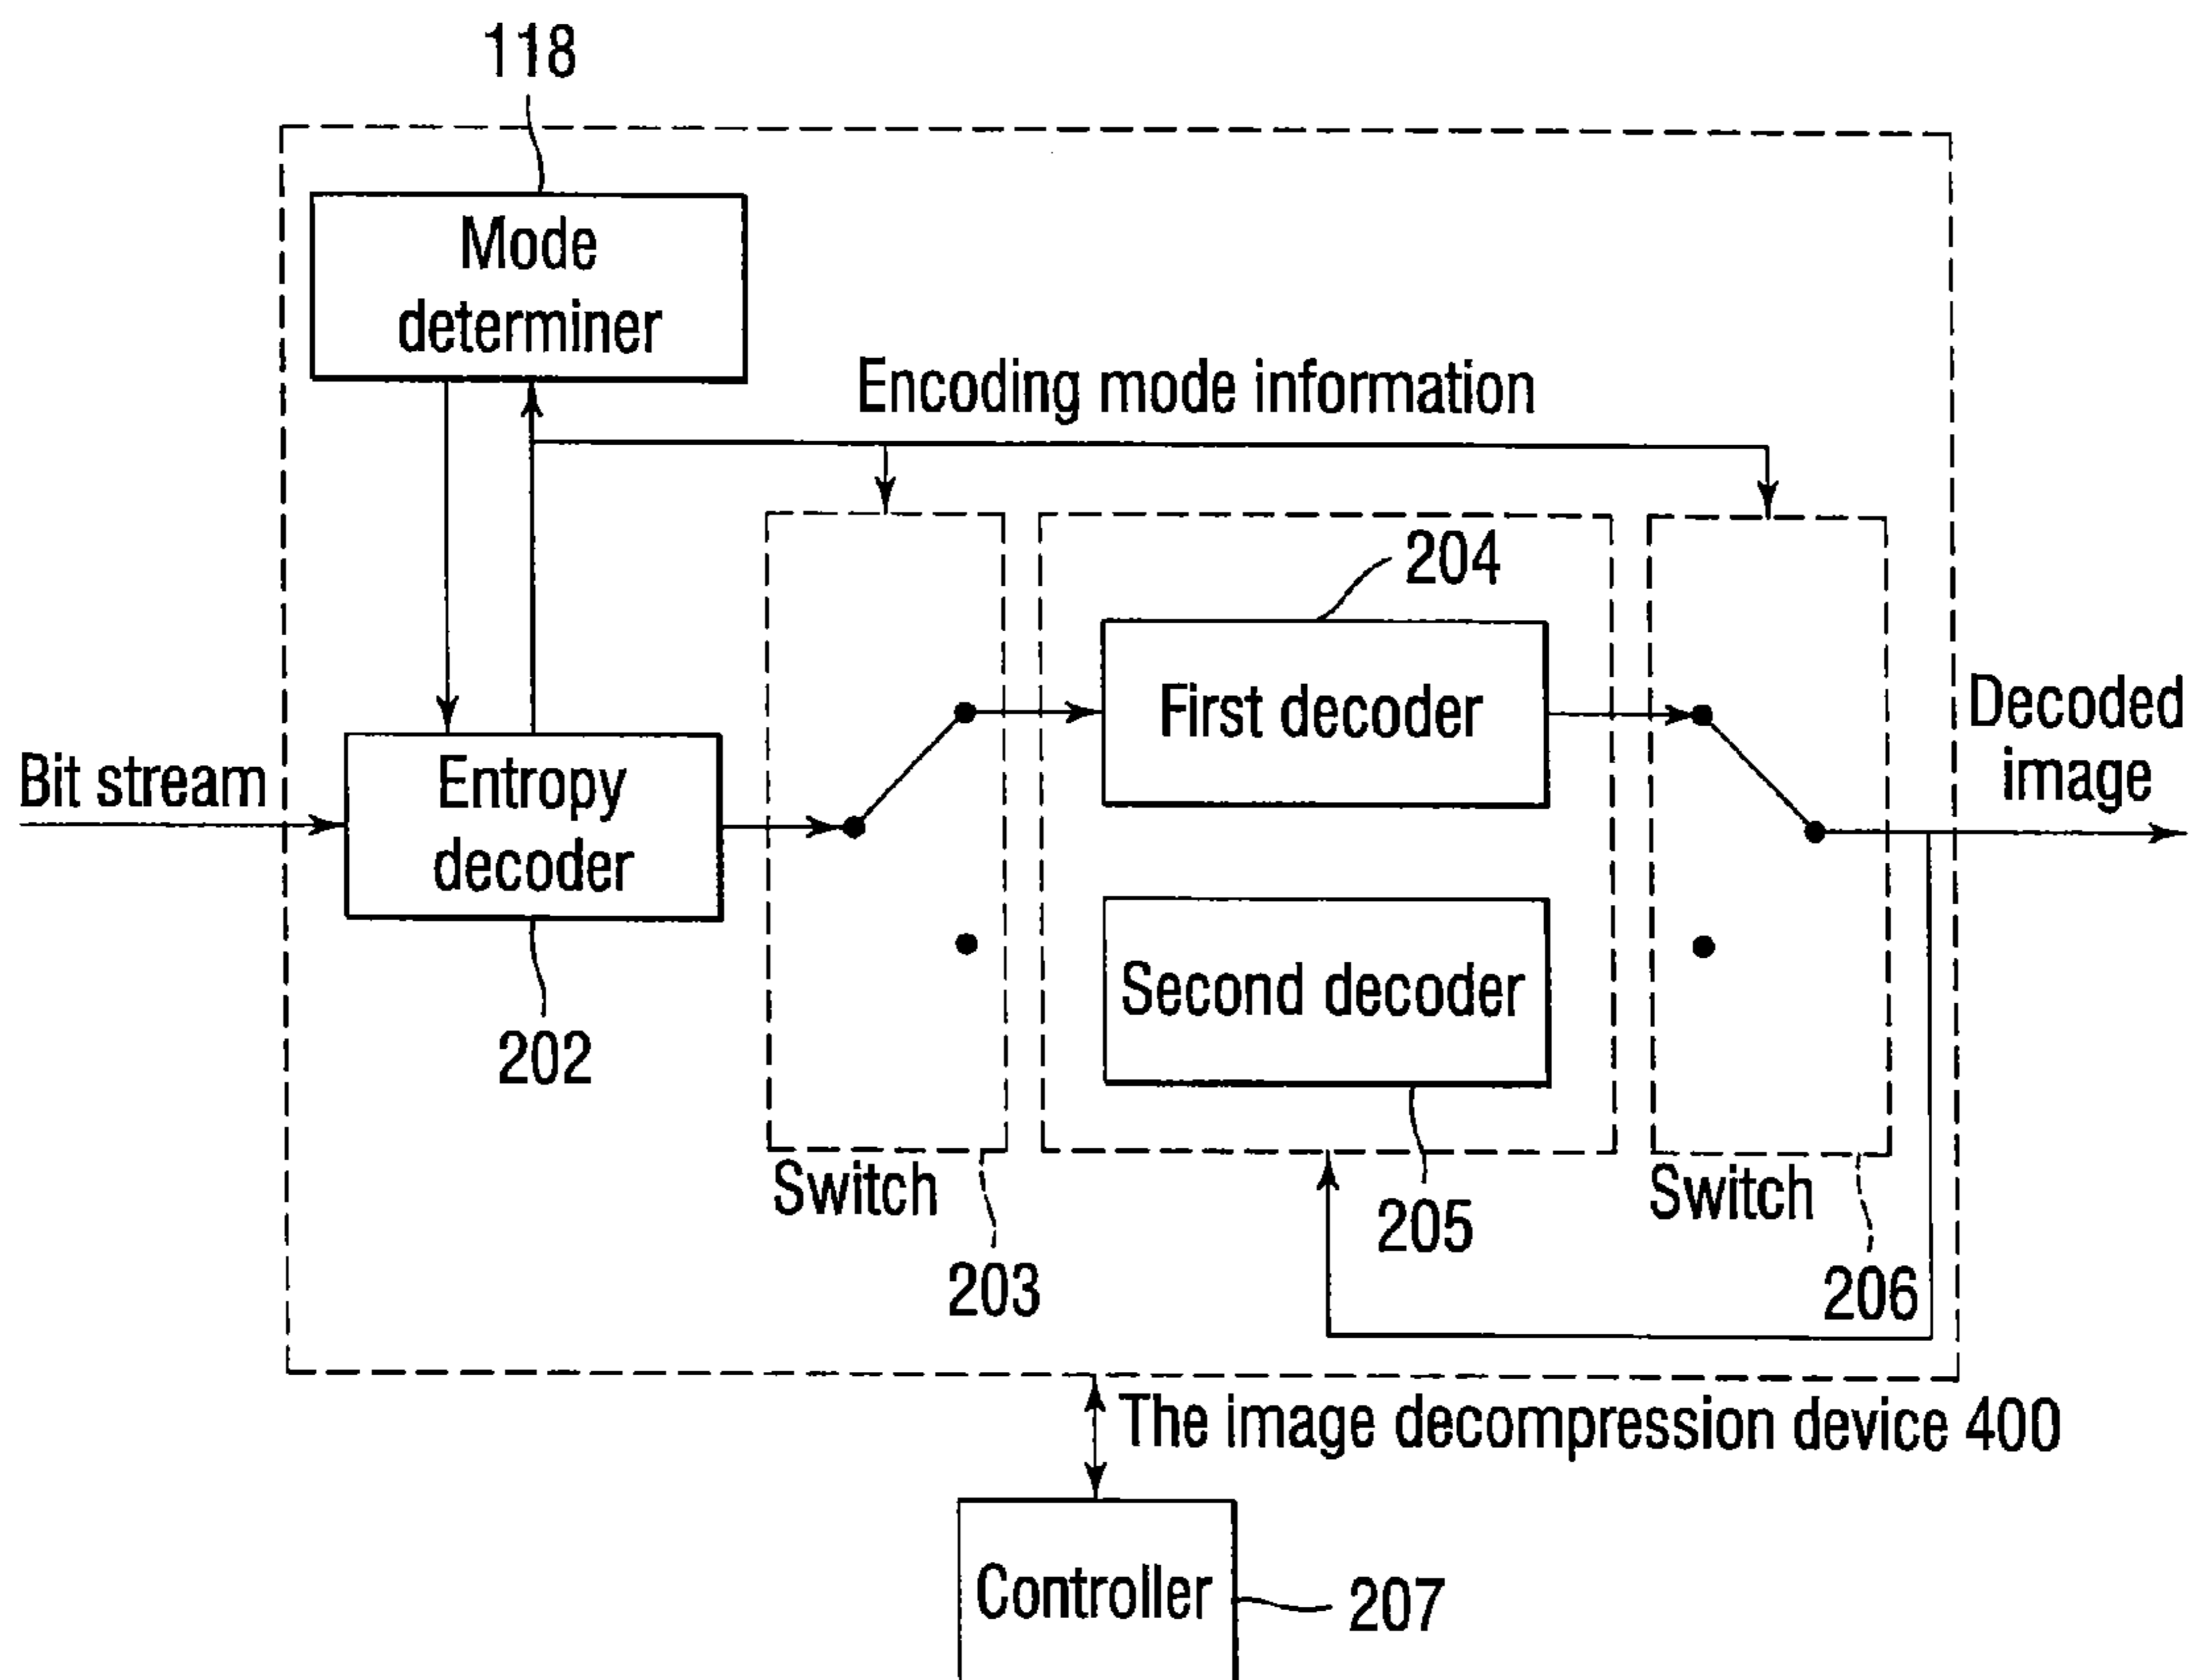 118
Mode
determiner
Encoding mode information
204
First decoder
Decoded
image
Bit stream
Entropy
decoder
Second decoder
202
Switch
203
205
Switch
206
The image decompression device 400
Controller
207